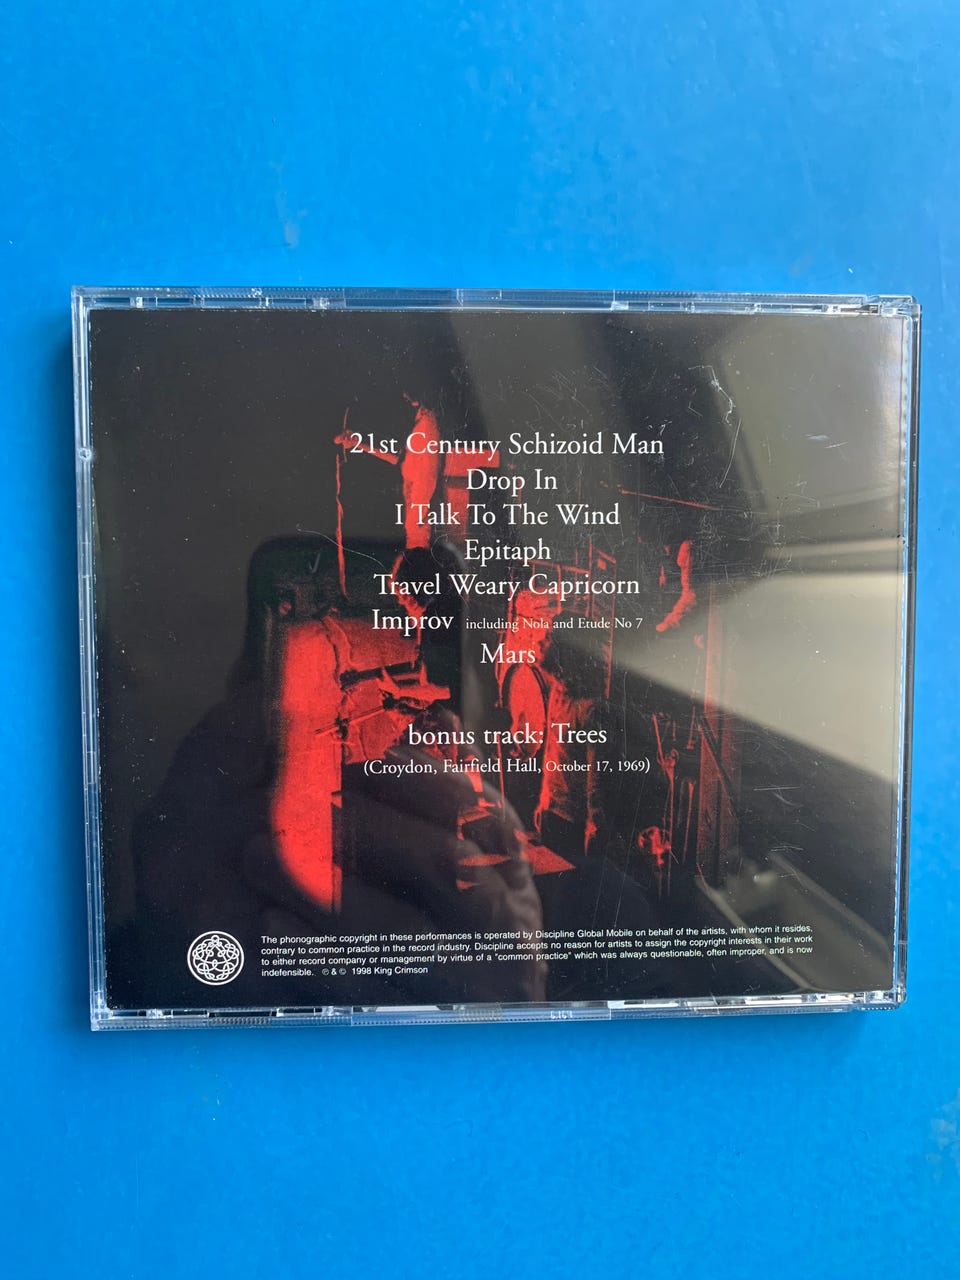 21st Century Schizoid Man
Drop In
I Talk To The Wind
Epitaph
Travel Weary Capricorn
Improv including Nola and Etude No 7
Mars
bonus track: Trees
(Croydon, Fairfield Hall, October 17, 1969)
The phonographic copyright in these performances is operated by Discipline Global Mobile on behalf of the artists, with whom it resides,
contrary to common practice in the record industry. Discipline accepts no reason for artists to assign the copyright interests in their work
to either record company or management by virtue of a "common practice" which was always questionable, often improper, and is now
indefensible. ℗ & © 1998 King Crimson